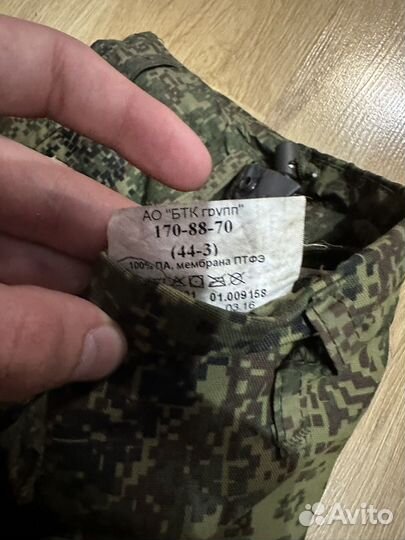 АО "БТК групп"
170-88-70
(44-3)
100% ПА, мембрана ПТФЭ
01.009158
03.16
Avito